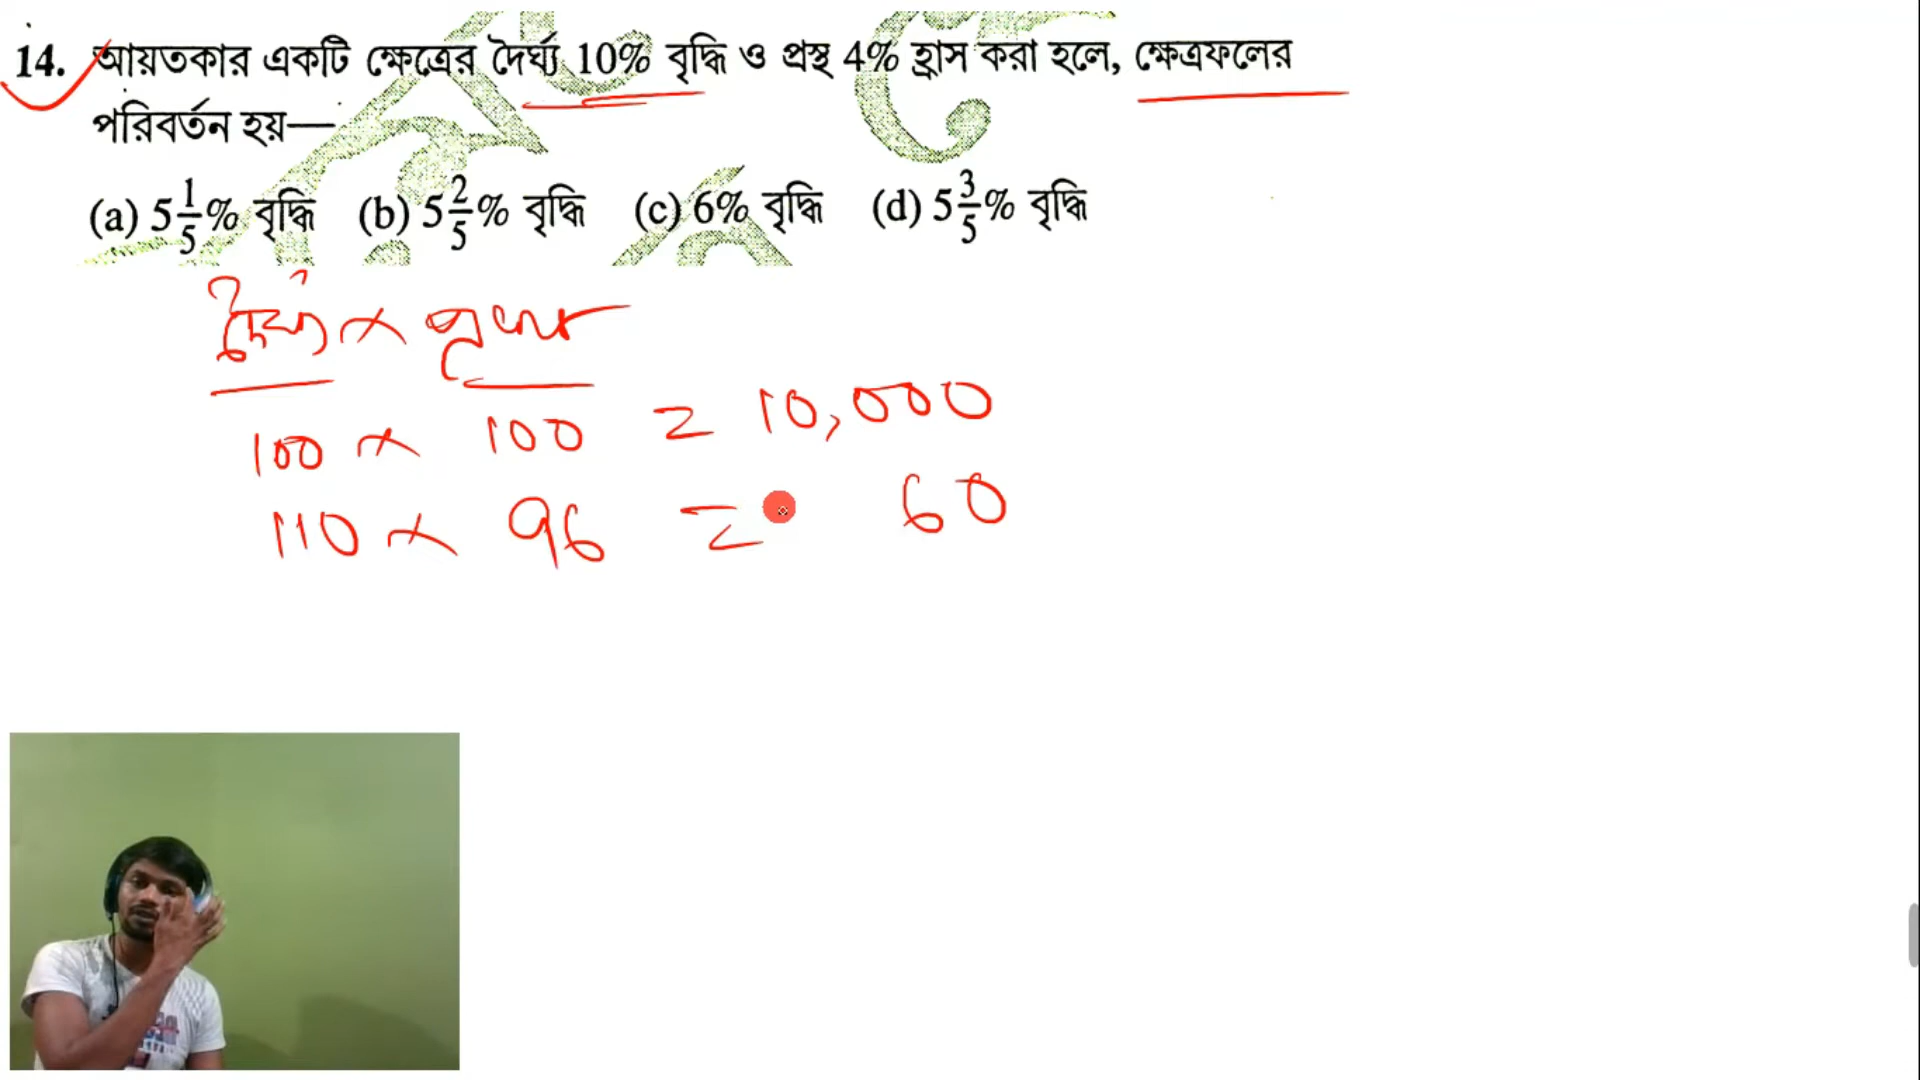 14. আয়তকার একটি ক্ষেত্রের দৈর্ঘ্য 10% বৃদ্ধি ও প্রস্থ 4% হ্রাস করা হলে, ক্ষেত্রফলের
পরিবর্তন হয়—
(a) 5 1/5% বৃদ্ধি (b) 5 2/5% বৃদ্ধি (c) 6% বৃদ্ধি (d) 5 3/5% বৃদ্ধি
দৈর্ঘ্য ×
100 × 100 = 10,000
110 × 96 = 60